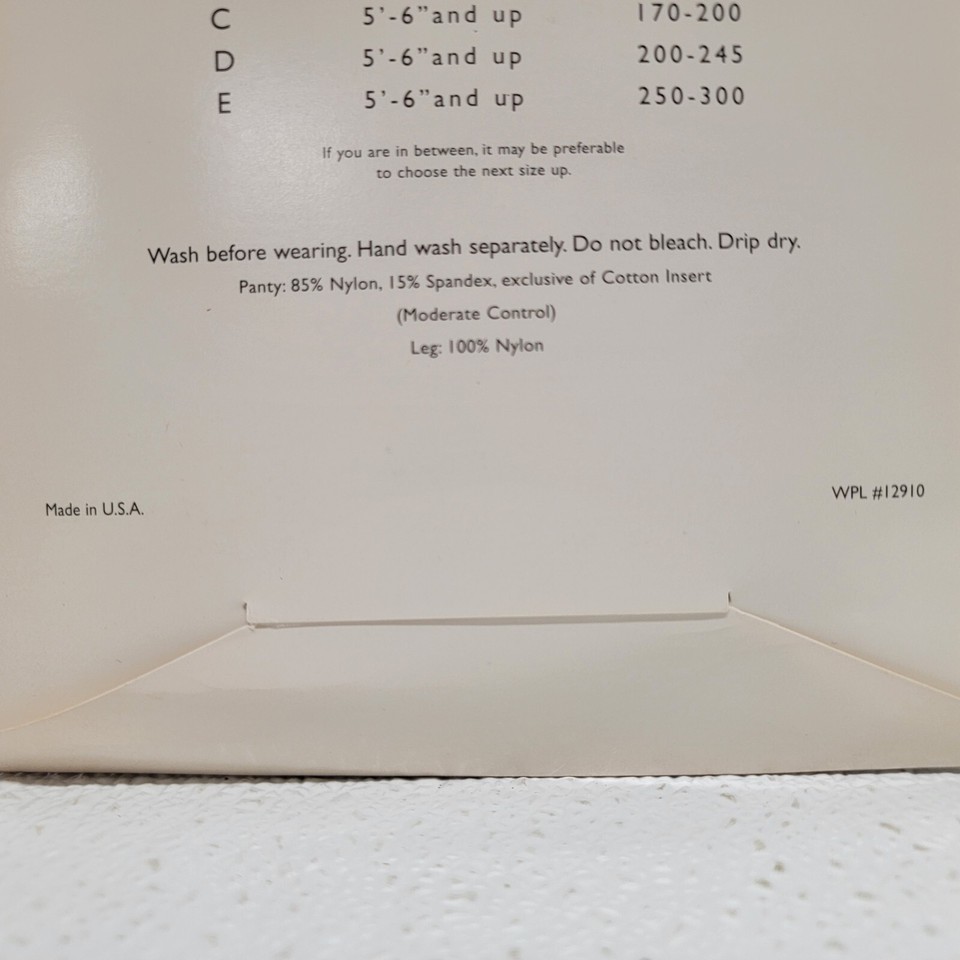 C 5'-6"and up 170-200
D 5'-6"and up 200-245
E 5'-6"and up 250-300
If you are in between, it may be preferable
to choose the next size up.
Wash before wearing. Hand wash separately. Do not bleach. Drip dry.
Panty: 85% Nylon, 15% Spandex, exclusive of Cotton Insert
(Moderate Control)
Leg: 100% Nylon
Made in U.S.A.
WPL #12910